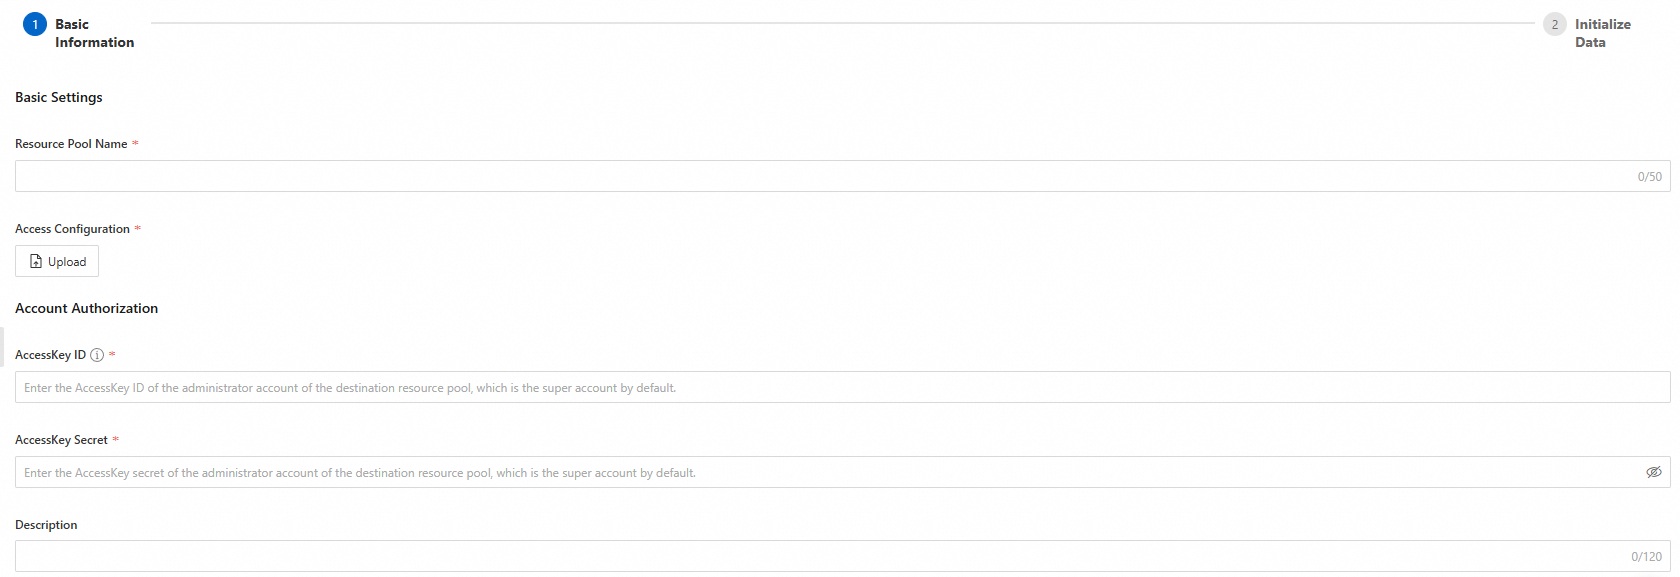 1 Basic Information
2 Initialize Data
Basic Settings
Resource Pool Name *
0/50
Access Configuration *
Upload
Account Authorization
AccessKey ID *
Enter the AccessKey ID of the administrator account of the destination resource pool, which is the super account by default.
AccessKey Secret *
Enter the AccessKey secret of the administrator account of the destination resource pool, which is the super account by default.
Description
0/120